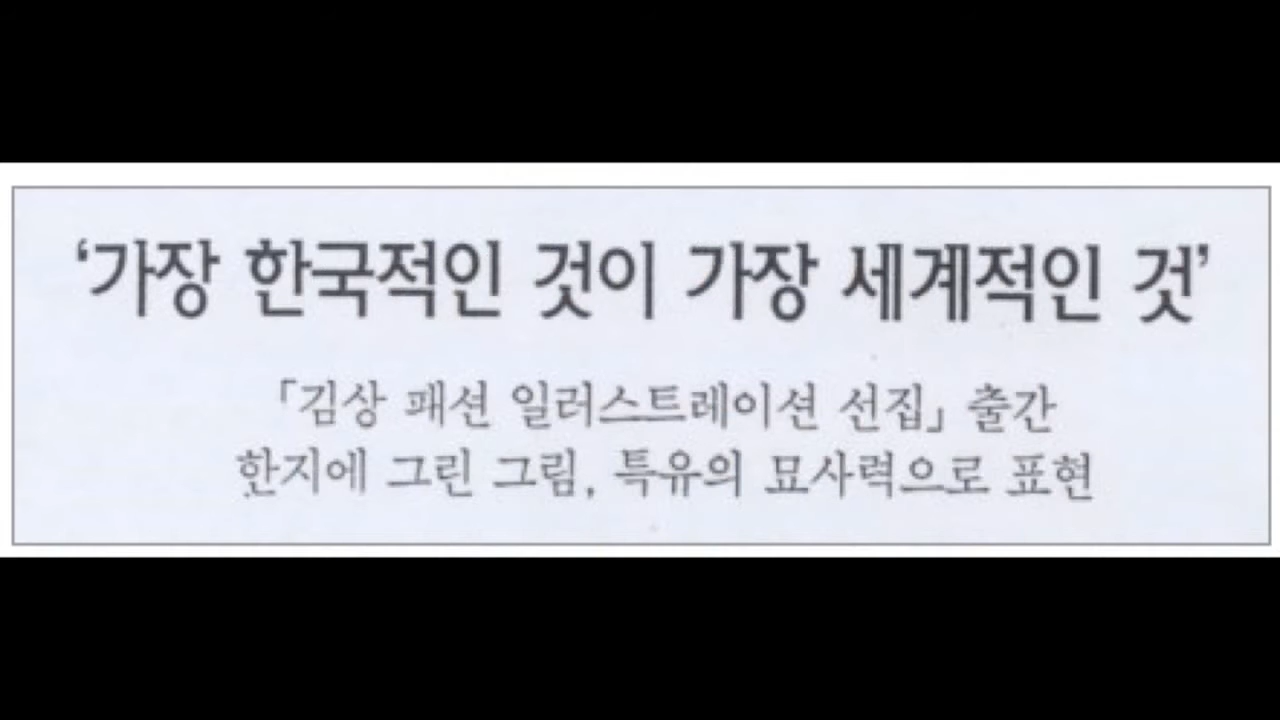 ‘가장 한국적인 것이 가장 세계적인 것’
「김상 패션 일러스트레이션 선집」 출간
한지에 그린 그림, 특유의 묘사력으로 표현